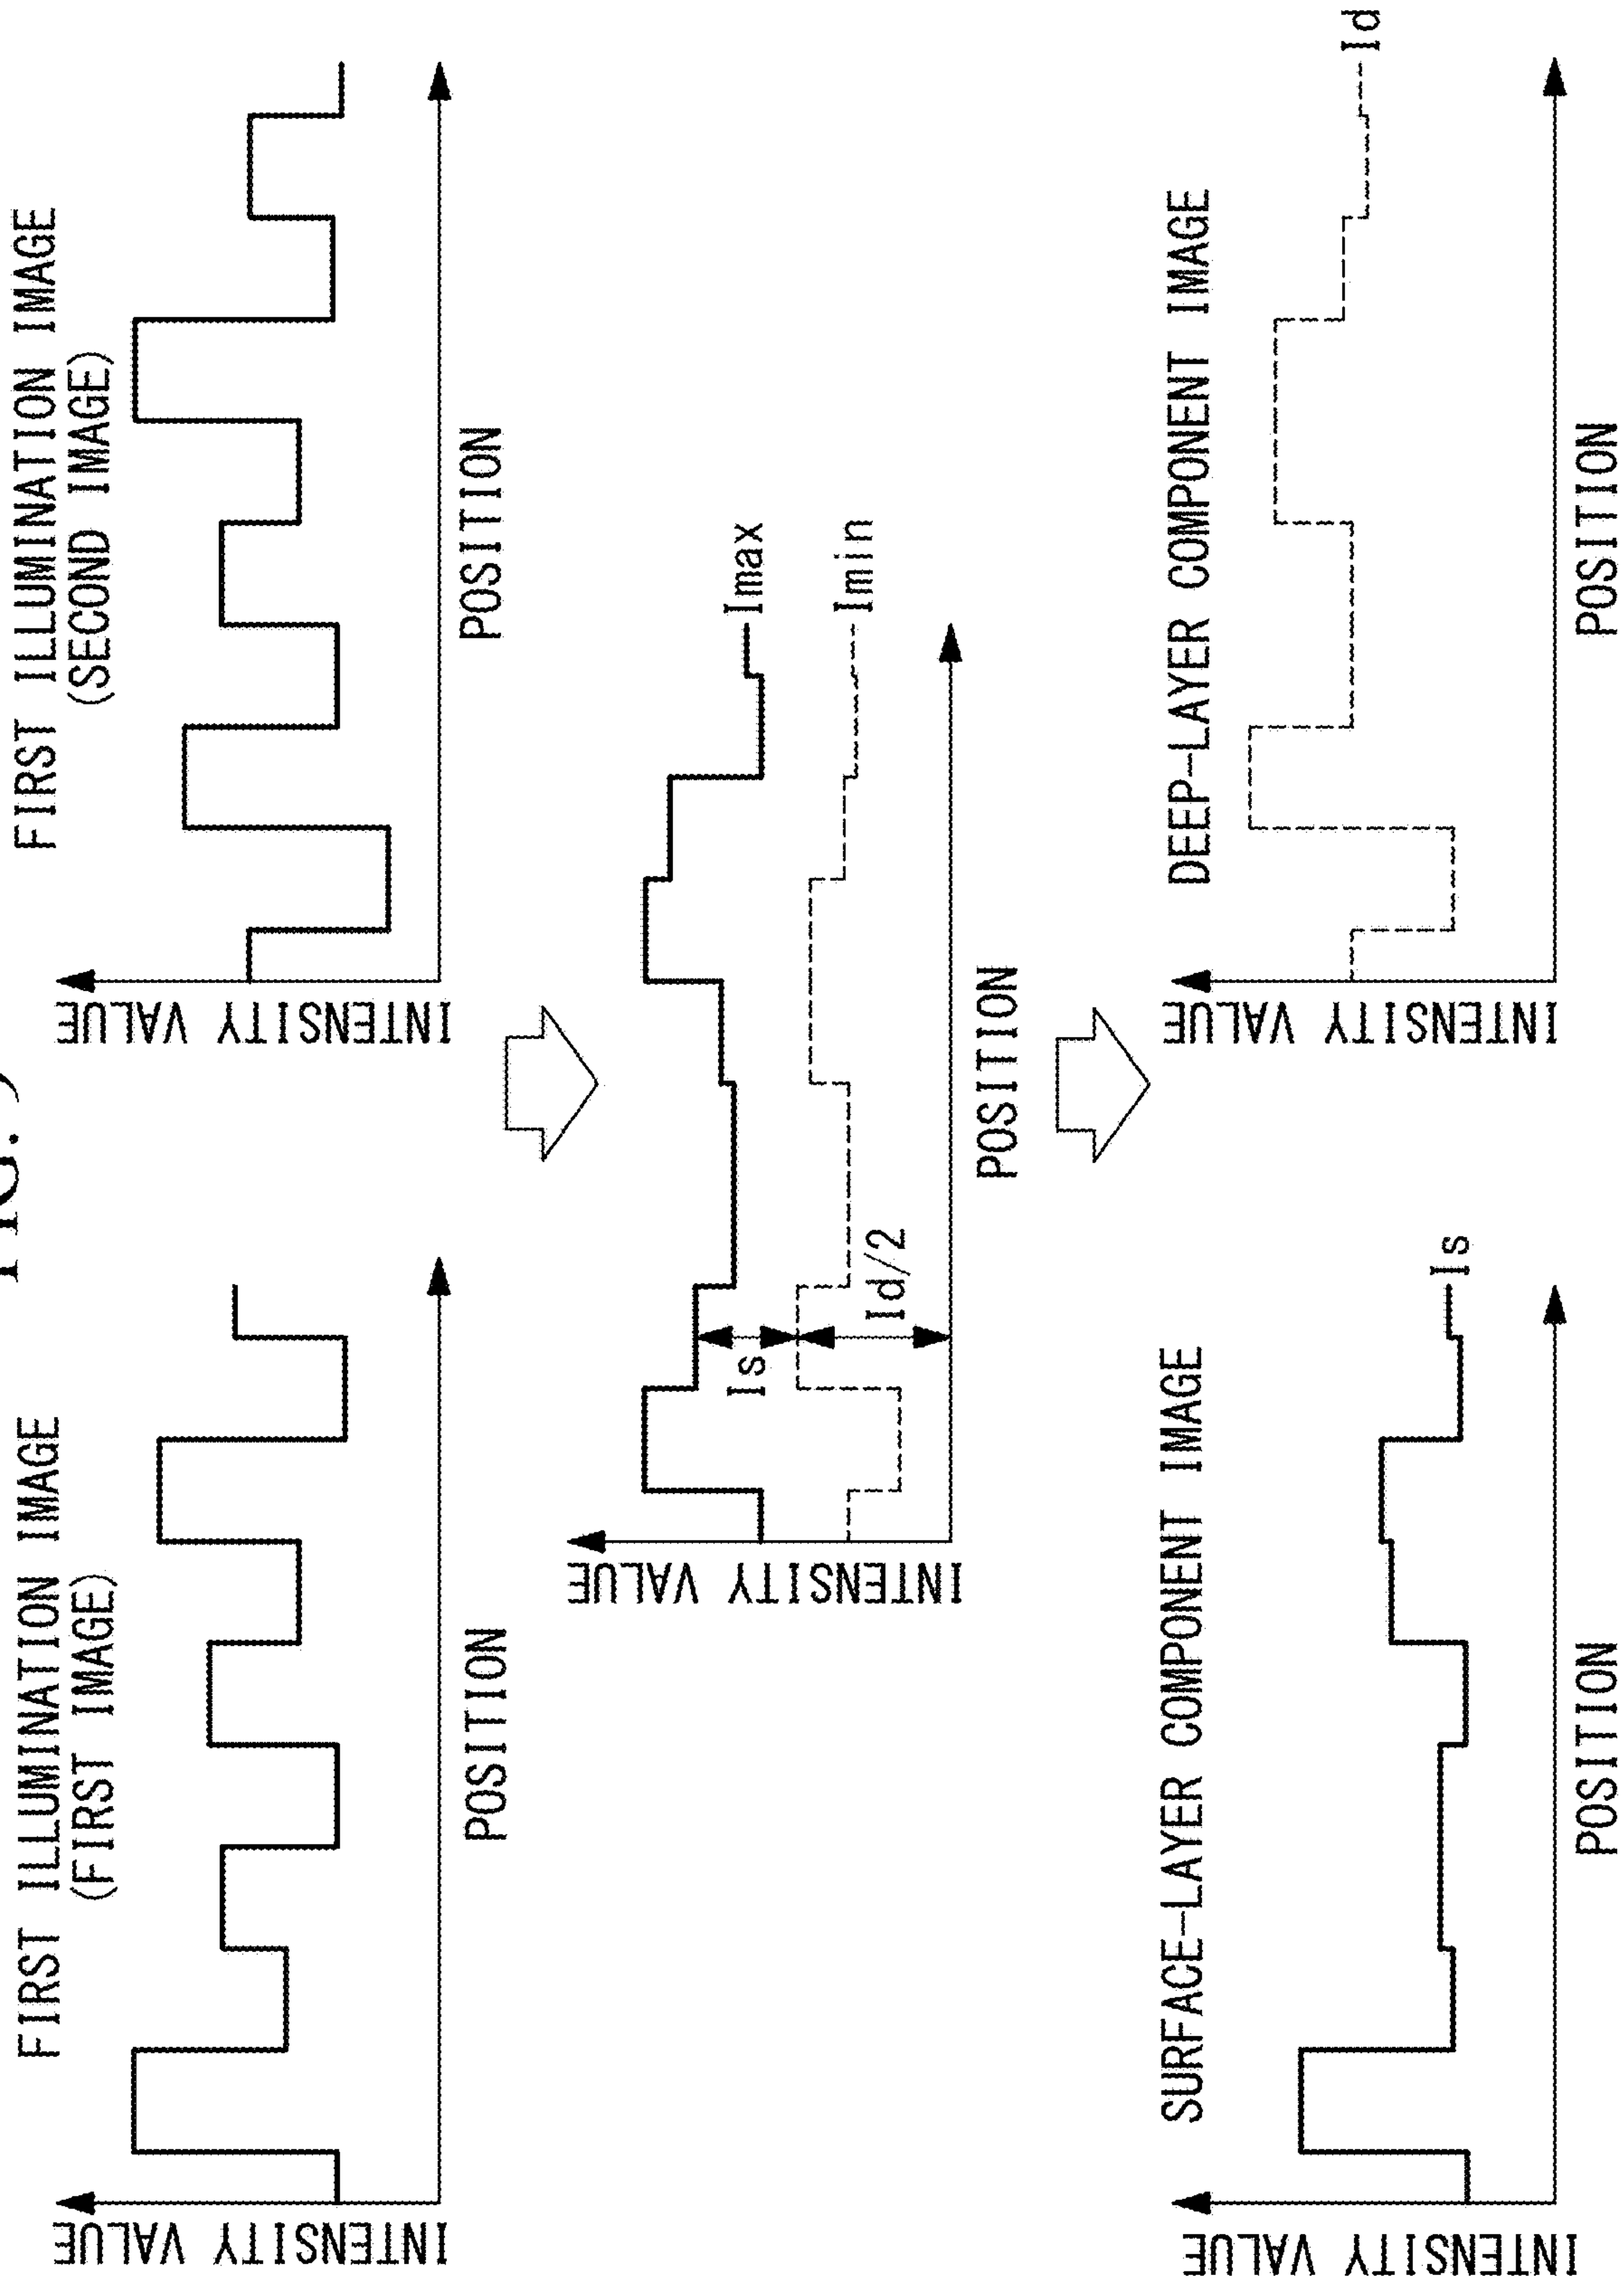 FIRST ILLUMINATION IMAGE
(FIRST IMAGE)
INTENSITY VALUE
POSITION
FIRST ILLUMINATION IMAGE
(SECOND IMAGE)
INTENSITY VALUE
POSITION
INTENSITY VALUE
Imax
Imin
Is
Id/2
POSITION
SURFACE-LAYER COMPONENT IMAGE
INTENSITY VALUE
Is
POSITION
DEEP-LAYER COMPONENT IMAGE
INTENSITY VALUE
Id
POSITION